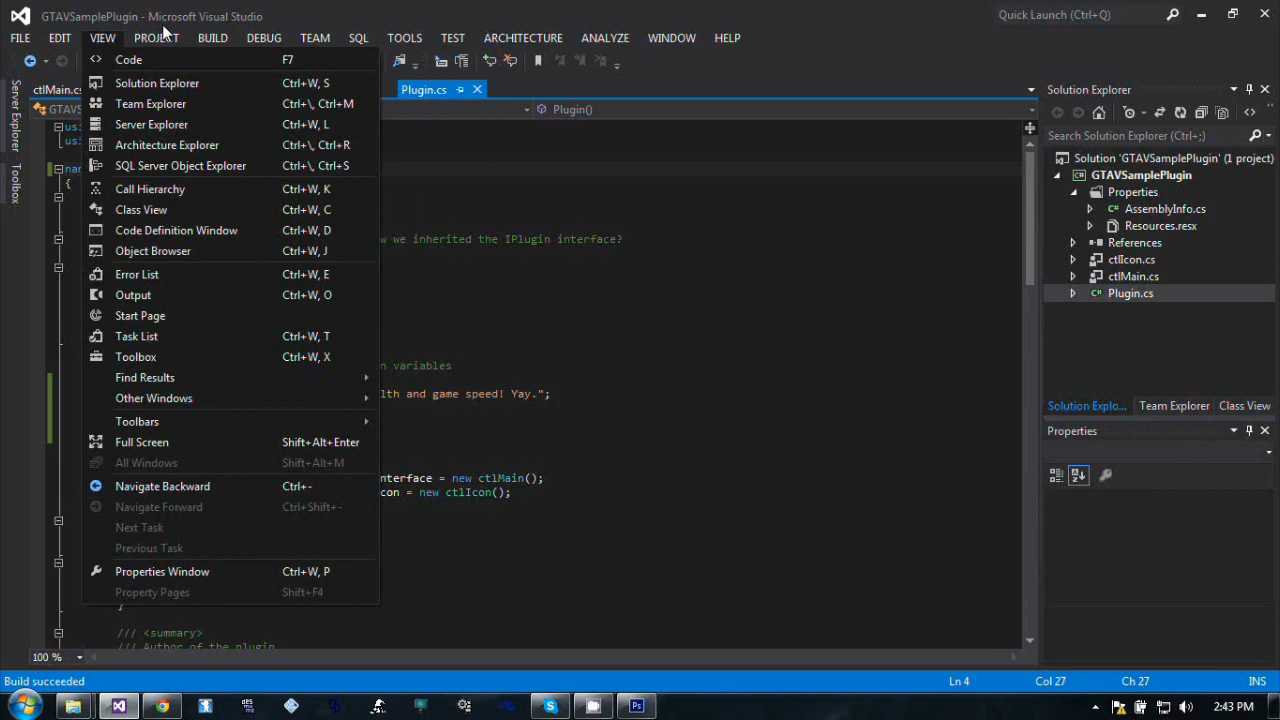 GTAVSamplePlugin - Microsoft Visual Studio
Quick Launch (Ctrl+Q)
FILE EDIT VIEW PROJECT BUILD DEBUG TEAM SQL TOOLS TEST ARCHITECTURE ANALYZE WINDOW HELP
Server Explorer
Toolbox
ctlMain.cs
Plugin.cs
GTAVS
Plugin()
Code F7
Solution Explorer Ctrl+W, S
Team Explorer Ctrl+\, Ctrl+M
Server Explorer Ctrl+W, L
Architecture Explorer Ctrl+\, Ctrl+R
SQL Server Object Explorer Ctrl+\, Ctrl+S
Call Hierarchy Ctrl+W, K
Class View Ctrl+W, C
Code Definition Window Ctrl+W, D
Object Browser Ctrl+W, J
Error List Ctrl+W, E
Output Ctrl+W, O
Start Page
Task List Ctrl+W, T
Toolbox Ctrl+W, X
Find Results
Other Windows
Toolbars
Full Screen Shift+Alt+Enter
All Windows Shift+Alt+M
Navigate Backward Ctrl+-
Navigate Forward Ctrl+Shift+-
Next Task
Previous Task
Properties Window Ctrl+W, P
Property Pages Shift+F4
usi
usi
nam
{
w we inherited the IPlugin interface?
n variables
lth and game speed! Yay.";
nterface = new ctlMain();
con = new ctlIcon();
}
/// <summary>
/// Author of the plugin
100 %
Solution Explorer
Search Solution Explorer (Ctrl+;)
Solution 'GTAVSamplePlugin' (1 project)
GTAVSamplePlugin
Properties
AssemblyInfo.cs
Resources.resx
References
ctlIcon.cs
ctlMain.cs
Plugin.cs
Solution Explo... Team Explorer Class View
Properties
Build succeeded
Ln 4 Col 27 Ch 27 INS
2:43 PM